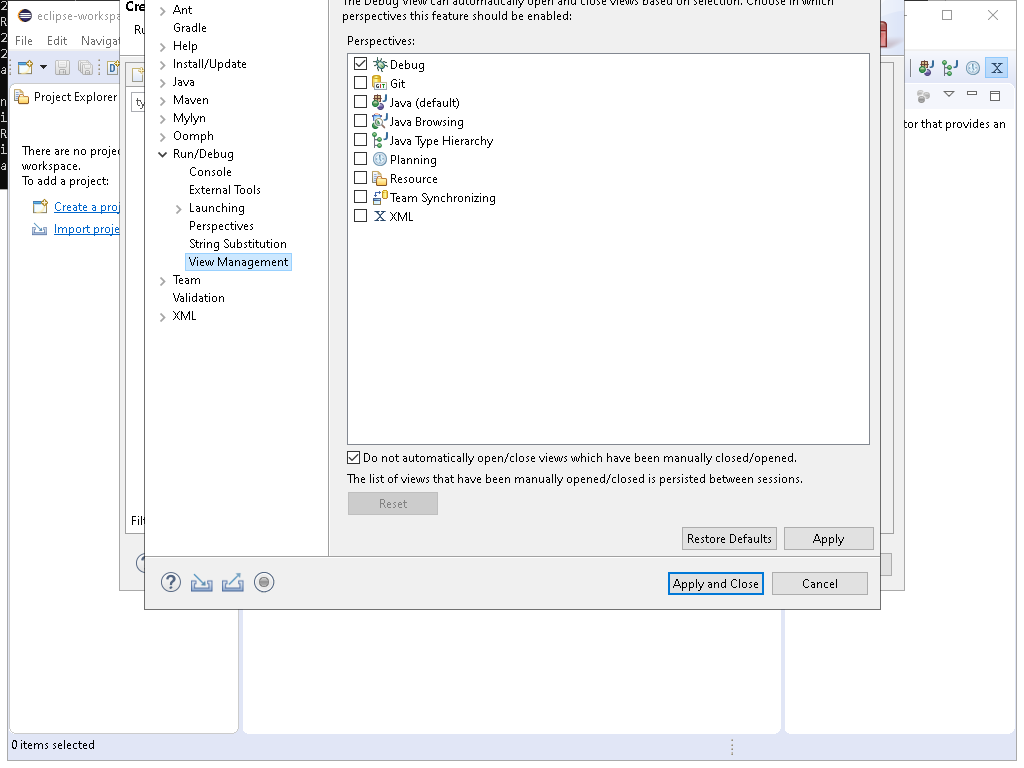 eclipse-workspa
File Edit Navigat
Project Explorer
There are no projec
workspace.
To add a project:
Create a proj
Import proje
Cre
Ru
ty
Filt
Ant
Gradle
Help
Install/Update
Java
Maven
Mylyn
Oomph
Run/Debug
Console
External Tools
Launching
Perspectives
String Substitution
View Management
Team
Validation
XML
The Debug View can automatically open and close views based on selection. Choose in which
perspectives this feature should be enabled:
Perspectives:
Debug
Git
Java (default)
Java Browsing
Java Type Hierarchy
Planning
Resource
Team Synchronizing
XML
Do not automatically open/close views which have been manually closed/opened.
The list of views that have been manually opened/closed is persisted between sessions.
Reset
Restore Defaults Apply
Apply and Close Cancel
tor that provides an
0 items selected